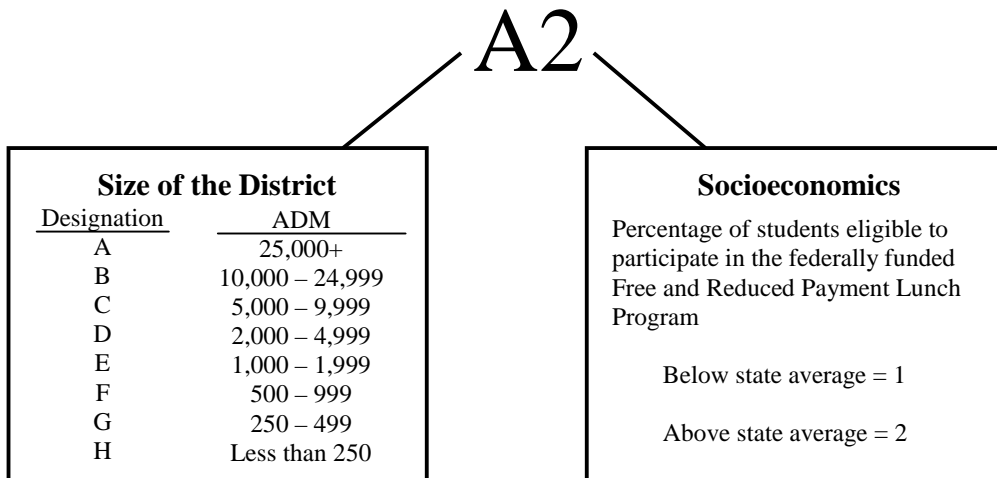 A2
Size of the District
Designation ADM
A 25,000+
B 10,000 – 24,999
C 5,000 – 9,999
D 2,000 – 4,999
E 1,000 – 1,999
F 500 – 999
G 250 – 499
H Less than 250
Socioeconomics
Percentage of students eligible to
participate in the federally funded
Free and Reduced Payment Lunch
Program
Below state average = 1
Above state average = 2